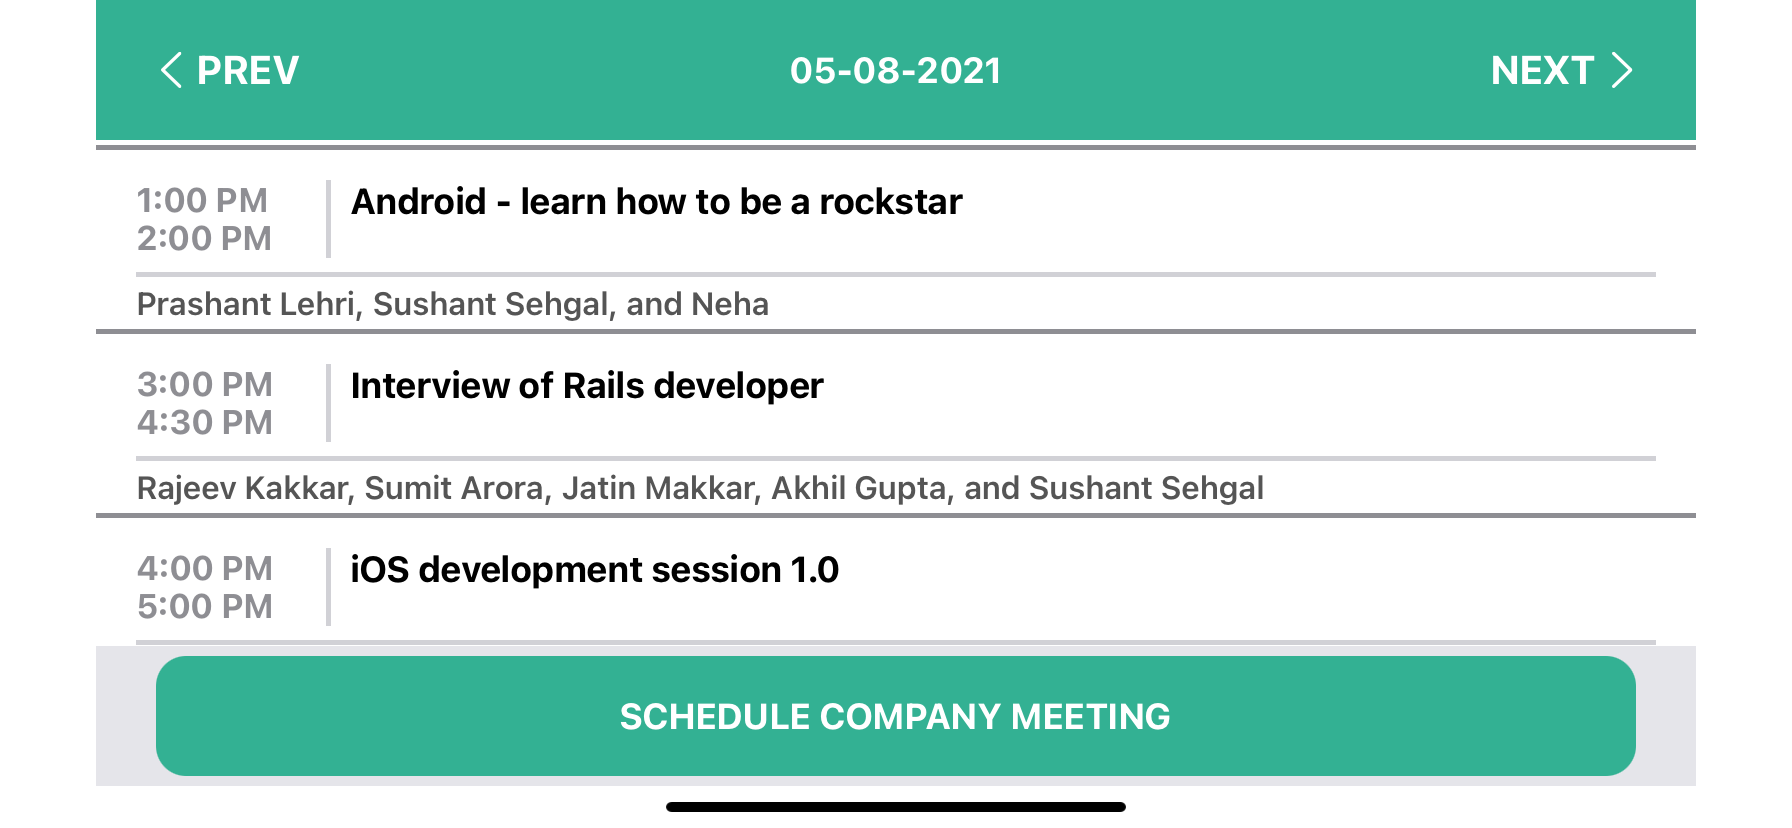 PREV
05-08-2021
NEXT
1:00 PM
2:00 PM
Android - learn how to be a rockstar
Prashant Lehri, Sushant Sehgal, and Neha
3:00 PM
4:30 PM
Interview of Rails developer
Rajeev Kakkar, Sumit Arora, Jatin Makkar, Akhil Gupta, and Sushant Sehgal
4:00 PM
5:00 PM
iOS development session 1.0
SCHEDULE COMPANY MEETING